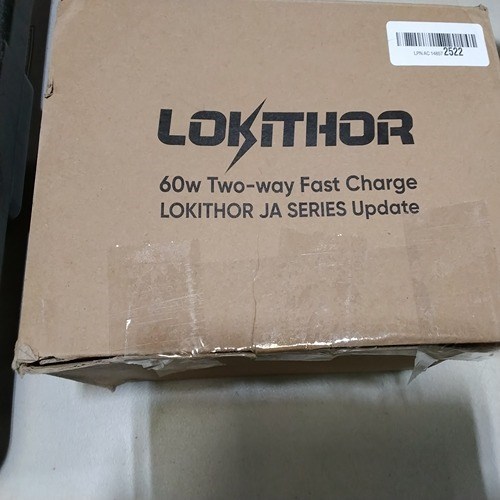 2522
LOKITHOR
60w Two-way Fast Charge
LOKITHOR JA SERIES Update